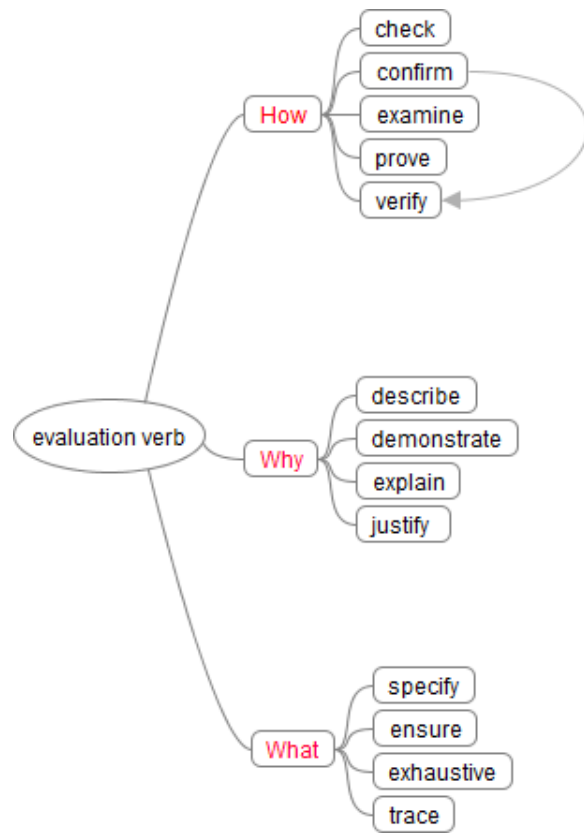 check
confirm
How
examine
prove
verify
describe
evaluation verb
demonstrate
Why
explain
justify
specify
ensure
What
exhaustive
trace